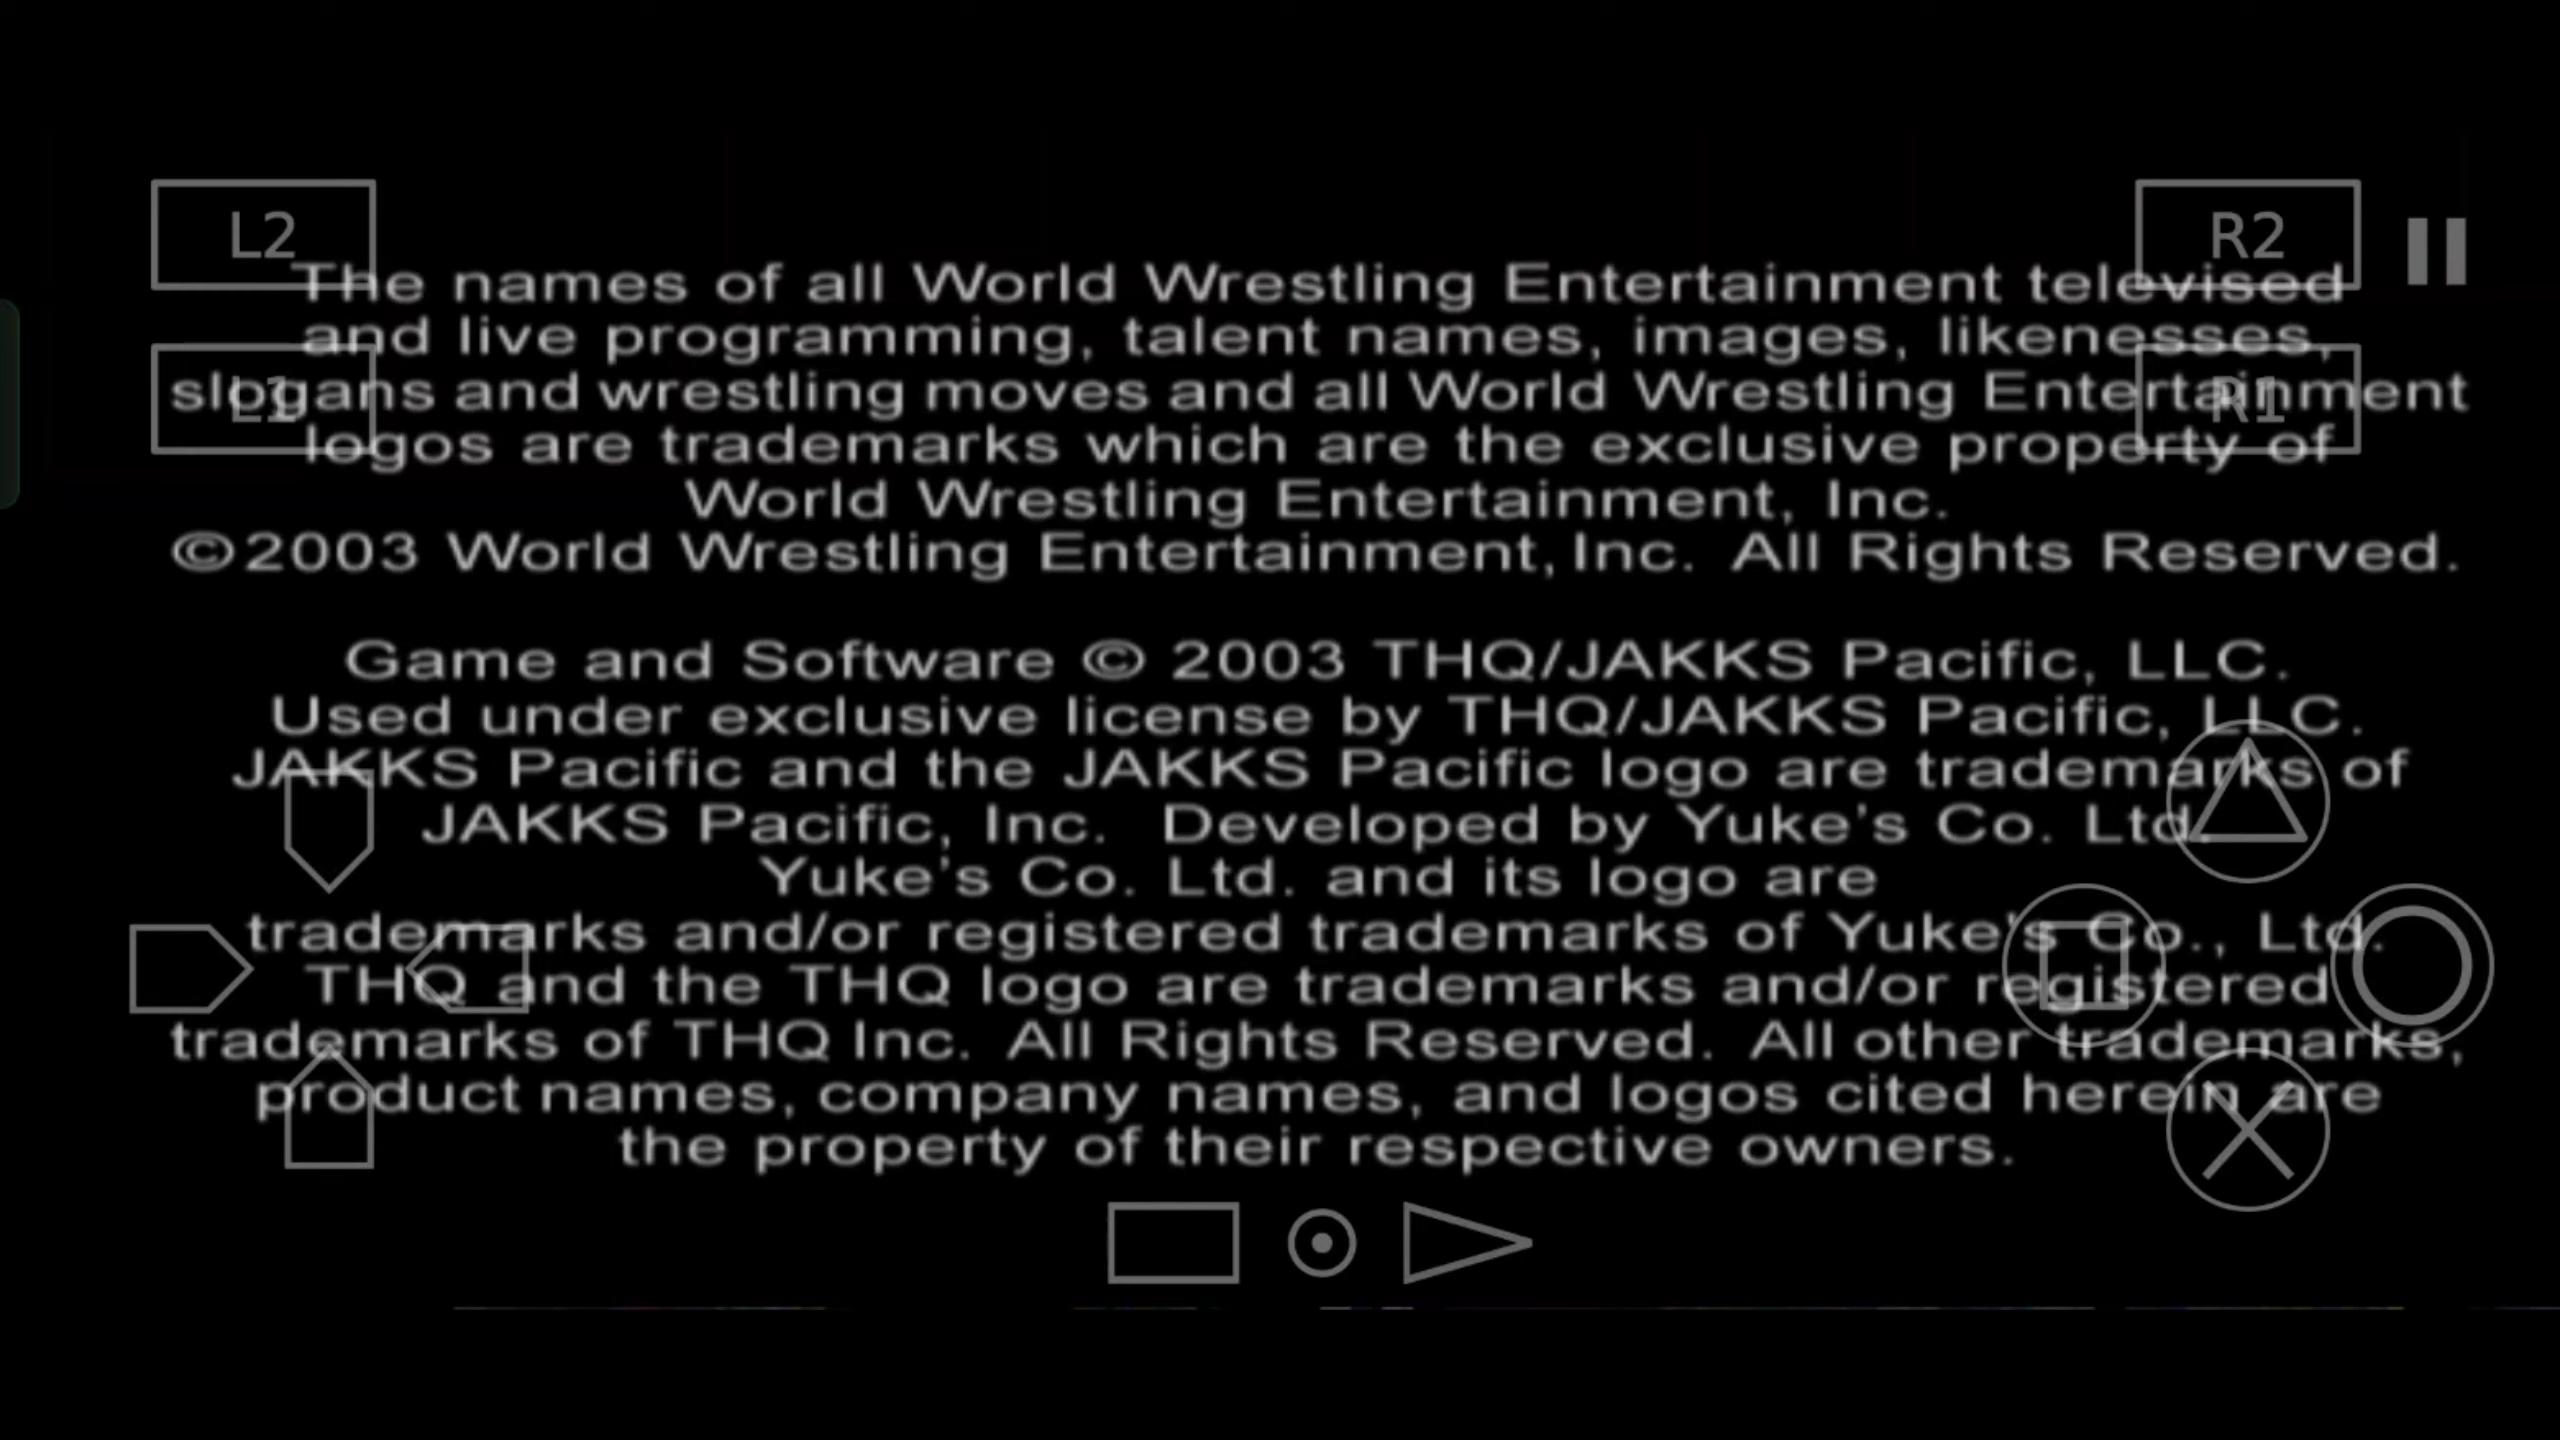 L2
R2
The names of all World Wrestling Entertainment televised
and live programming, talent names, images, likenesses,
L1
R1
slogans and wrestling moves and all World Wrestling Entertainment
logos are trademarks which are the exclusive property of
World Wrestling Entertainment, Inc.
©2003 World Wrestling Entertainment, Inc. All Rights Reserved.
Game and Software © 2003 THQ/JAKKS Pacific, LLC.
Used under exclusive license by THQ/JAKKS Pacific, LLC.
JAKKS Pacific and the JAKKS Pacific logo are trademarks of
JAKKS Pacific, Inc. Developed by Yuke's Co. Ltd.
Yuke's Co. Ltd. and its logo are
trademarks and/or registered trademarks of Yuke's Co., Ltd.
THQ and the THQ logo are trademarks and/or registered
trademarks of THQ Inc. All Rights Reserved. All other trademarks,
product names, company names, and logos cited herein are
the property of their respective owners.